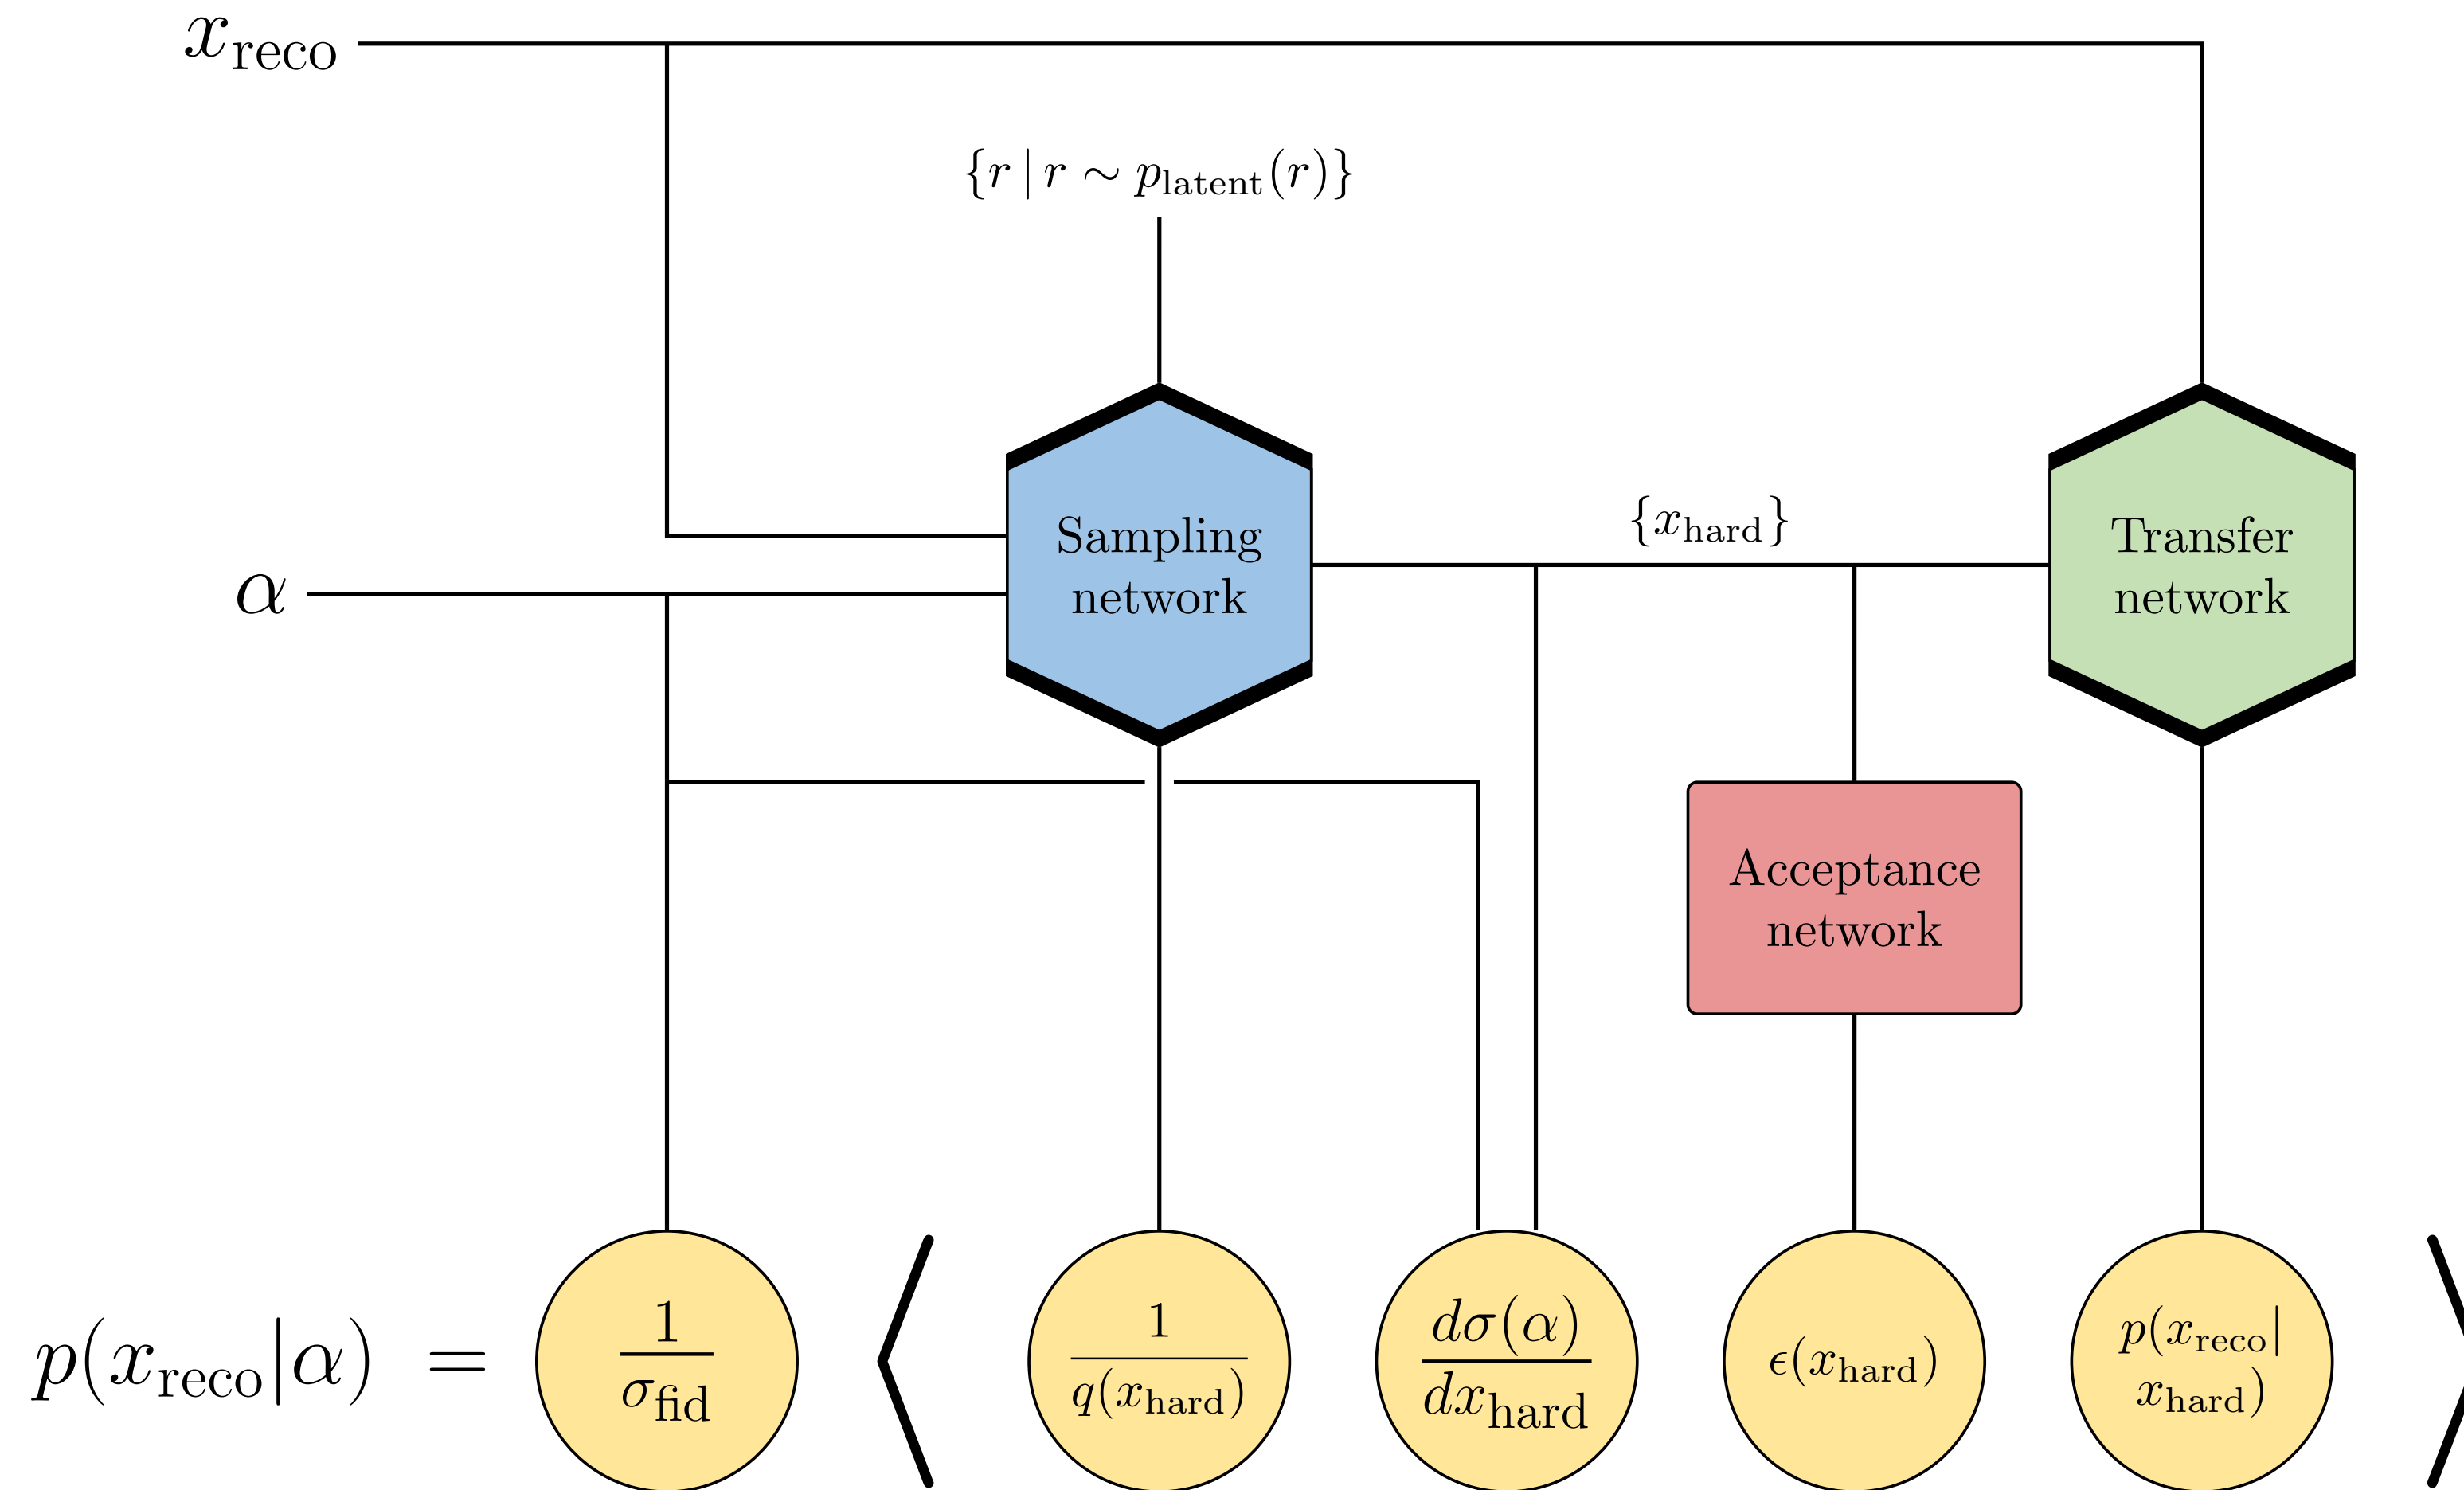 x_reco
{r | r ∼ p_latent(r)}
{x_hard}
α
Sampling
network
Transfer
network
Acceptance
network
p(x_reco|α) = 1/σ_fid ⟨ 1/q(x_hard) dσ(α)/dx_hard ϵ(x_hard) p(x_reco|
x_hard) ⟩